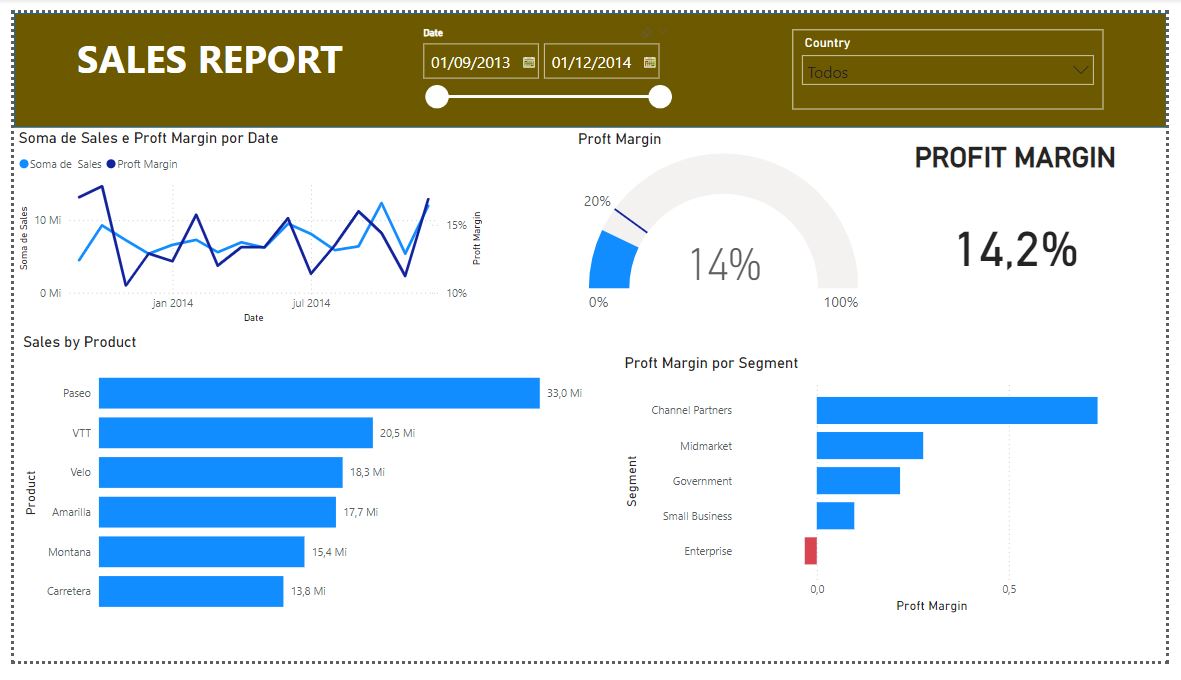 SALES REPORT
Date
01/09/2013
01/12/2014
Country
Todos
Soma de Sales e Proft Margin por Date
Soma de Sales
Proft Margin
Soma de Sales
10 Mi
0 Mi
jan 2014
jul 2014
Date
15%
10%
Proft Margin
Proft Margin
20%
14%
0%
100%
PROFIT MARGIN
14,2%
Sales by Product
Product
Paseo
33,0 Mi
VTT
20,5 Mi
Velo
18,3 Mi
Amarilla
17,7 Mi
Montana
15,4 Mi
Carretera
13,8 Mi
Proft Margin por Segment
Segment
Channel Partners
Midmarket
Government
Small Business
Enterprise
0,0
0,5
Proft Margin